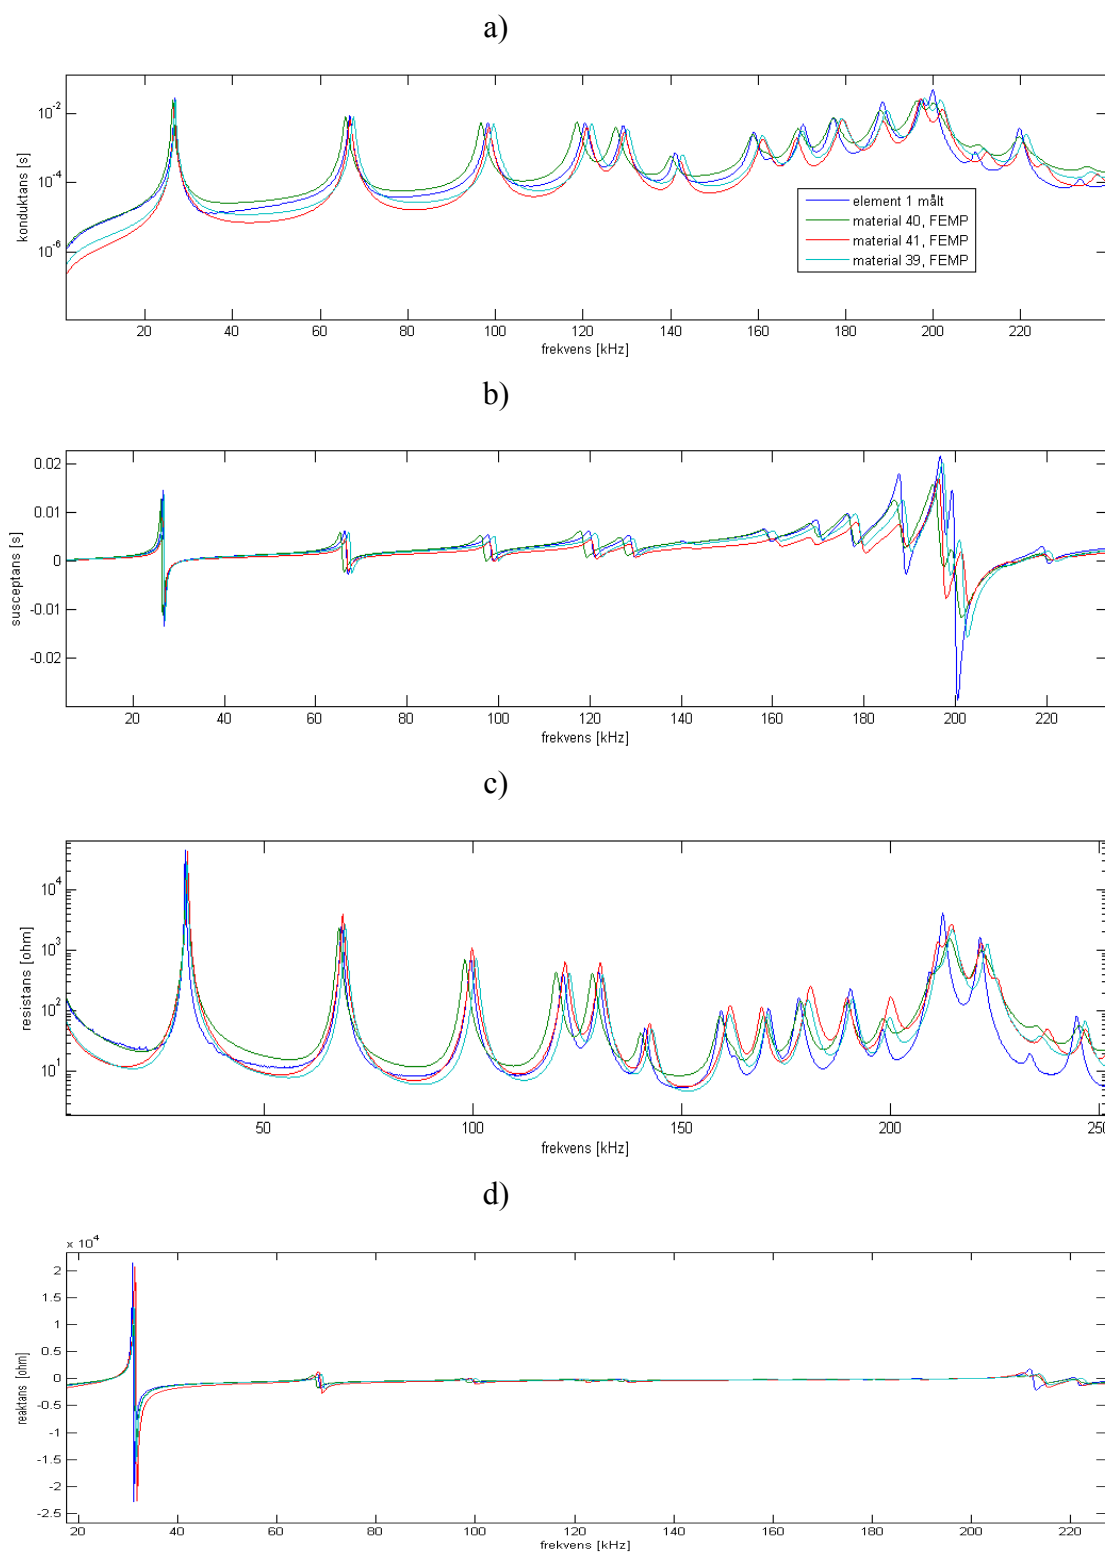 a)
konduktans [s]
10^-2
10^-4
10^-6
element 1 målt
material 40, FEMP
material 41, FEMP
material 39, FEMP
20 40 60 80 100 120 140 160 180 200 220
frekvens [kHz]
b)
susceptans [s]
0.02
0.01
0
-0.01
-0.02
20 40 60 80 100 120 140 160 180 200 220
frekvens [kHz]
c)
resistans [ohm]
10^4
10^3
10^2
10^1
50 100 150 200 250
frekvens [kHz]
d)
x 10^4
reaktans [ohm]
2
1.5
1
0.5
0
-0.5
-1
-1.5
-2
-2.5
20 40 60 80 100 120 140 160 180 200 220
frekvens [kHz]